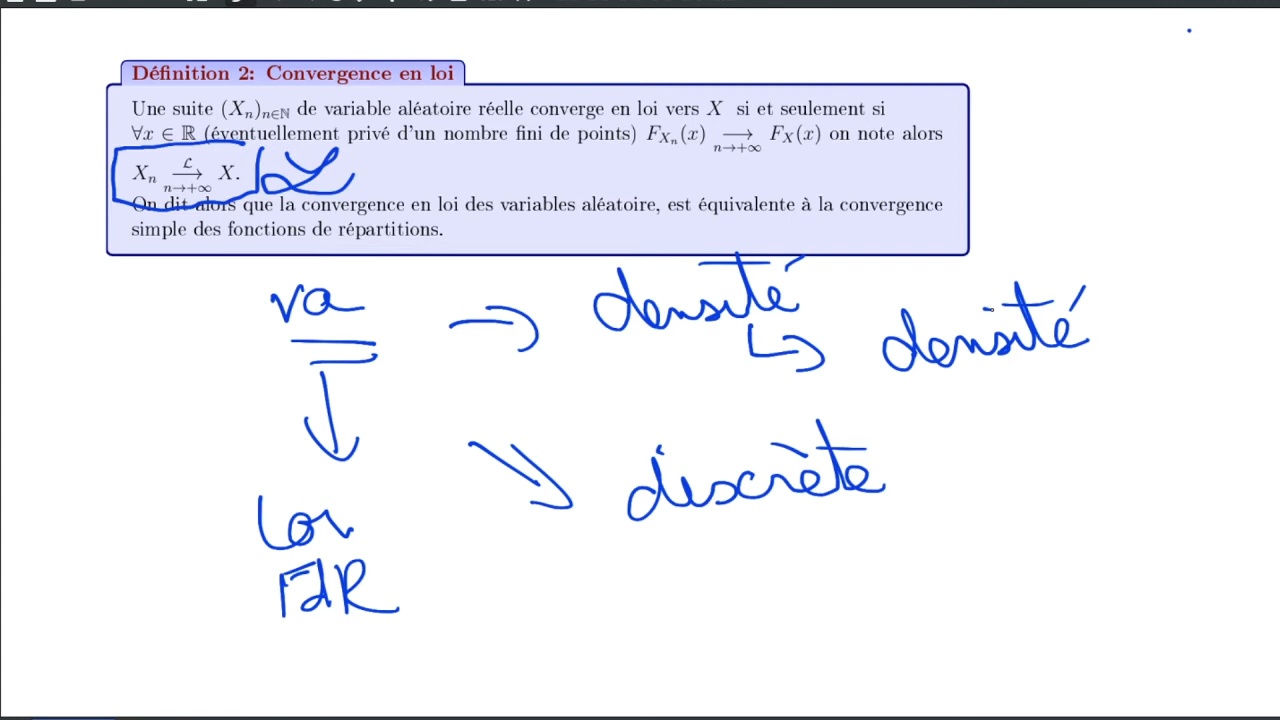 Définition 2: Convergence en loi
Une suite (Xₙ)ₙ∈ℕ de variable aléatoire réelle converge en loi vers X si et seulement si
∀x ∈ ℝ (éventuellement privé d'un nombre fini de points) F_{Xₙ}(x) ⟶_{n→+∞} F_X(x) on note alors
Xₙ ⟶^{ℒ}_{n→+∞} X. ℒ
On dit alors que la convergence en loi des variables aléatoire, est équivalente à la convergence
simple des fonctions de répartitions.
va → densité
↳ densité
↓
↘ discrète
Loi
FdR